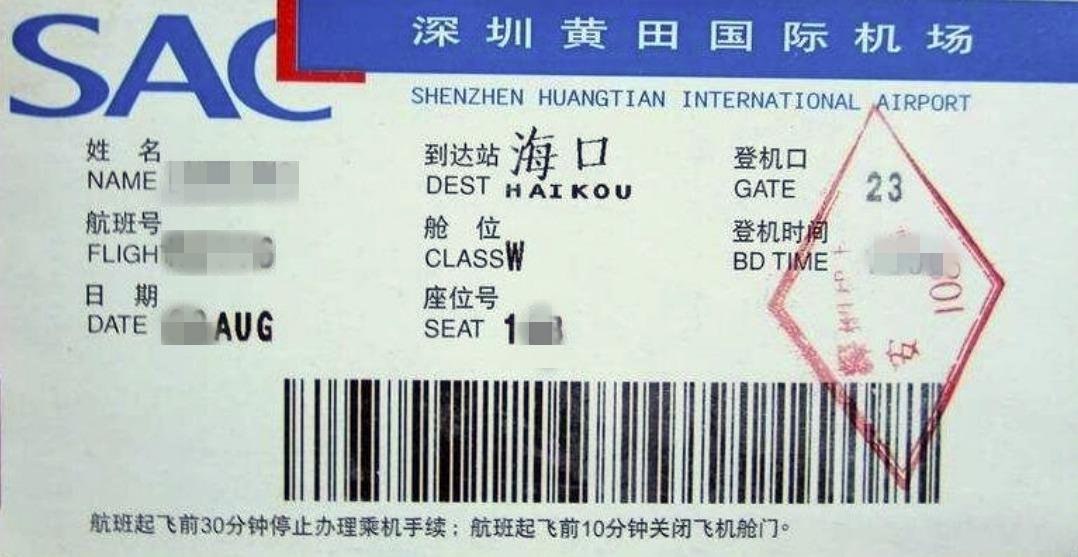 SAC
深圳黄田国际机场
SHENZHEN HUANGTIAN INTERNATIONAL AIRPORT
姓 名
NAME
到达站 海口
DEST HAIKOU
登机口
GATE 23
航班号
FLIGHT
舱 位
CLASS W
登机时间
BD TIME
日 期
DATE AUG
座位号
SEAT 1
安
108
航班起飞前30分钟停止办理乘机手续；航班起飞前10分钟关闭飞机舱门。